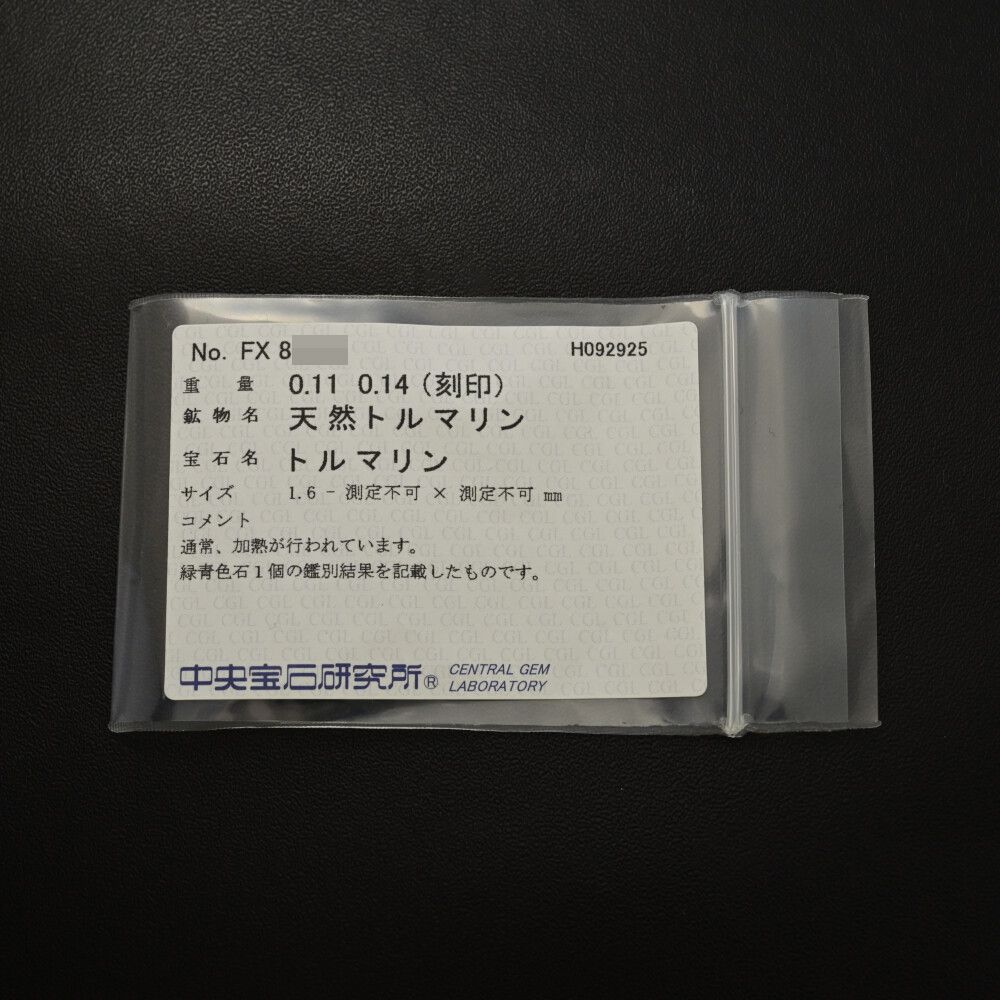 No. FX 8
H092925
重量 0.11 0.14 (刻印)
鉱物名 天然トルマリン
宝石名 トルマリン
サイズ 1.6 - 測定不可 × 測定不可 mm
コメント
通常、加熱が行われています。
緑青色石1個の鑑別結果を記載したものです。
中央宝石研究所® CENTRAL GEM
LABORATORY